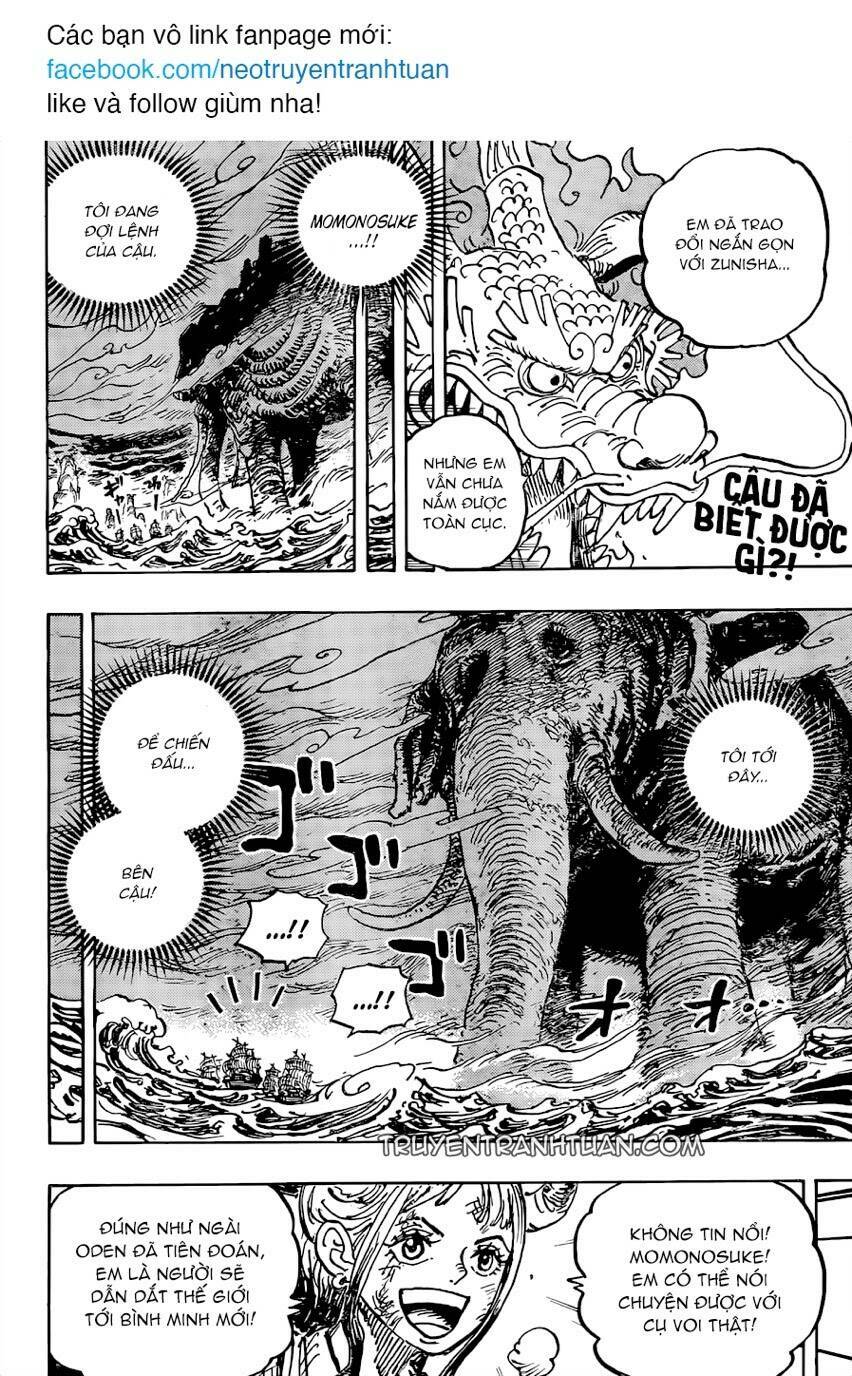 Các bạn vô link fanpage mới:
facebook.com/neotruyentranhtuan
like và follow giùm nha!
EM ĐÃ TRAO
ĐỔI NGẮN GỌN
VỚI ZUNISHA...
NHƯNG EM
VẪN CHƯA
NẮM ĐƯỢC
TOÀN CỤC.
CẬU ĐÃ
BIẾT ĐƯỢC
GÌ?!
MOMONOSUKE
...!!
TÔI ĐANG
ĐỢI LỆNH
CỦA CẬU.
TÔI TỚI
ĐÂY...
ĐỂ CHIẾN
ĐẤU...
BÊN
CẬU!
ゴゴゴ
...!!
...!!
オオ...
TRUYENTRANHTUAN.COM
KHÔNG TIN NỔI!
MOMONOSUKE!
EM CÓ THỂ NÓI
CHUYỆN ĐƯỢC VỚI
CỤ VOI THẬT!
ĐÚNG NHƯ NGÀI
ODEN ĐÃ TIÊN ĐOÁN,
EM LÀ NGƯỜI SẼ
DẪN DẮT THẾ GIỚI
TỚI BÌNH MINH MỚI!